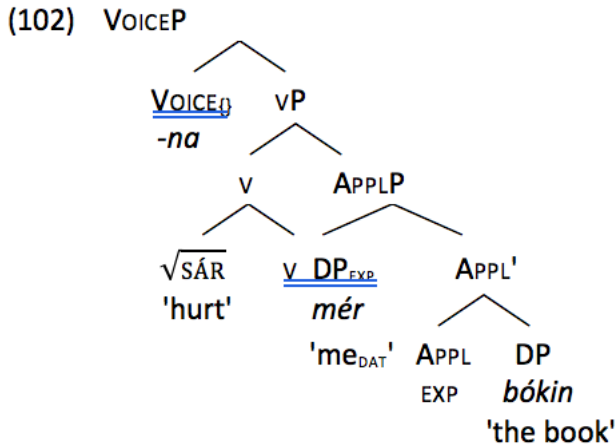 (102) VOICEP
VOICE{} vP
-na
v APPLP
√SÁR v DPEXP APPL'
'hurt' mér
'meDAT' APPL DP
EXP bókin
'the book'